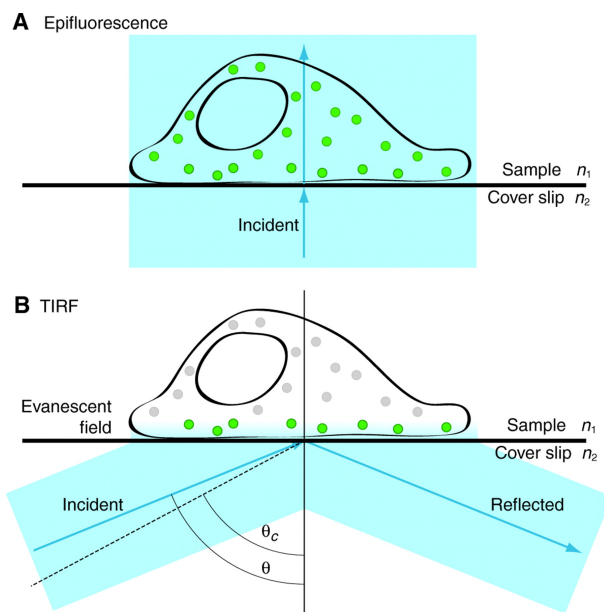 A Epifluorescence
Sample n₁
Cover slip n₂
Incident
B TIRF
Evanescent
field
Sample n₁
Cover slip n₂
Incident
Reflected
θc
θ